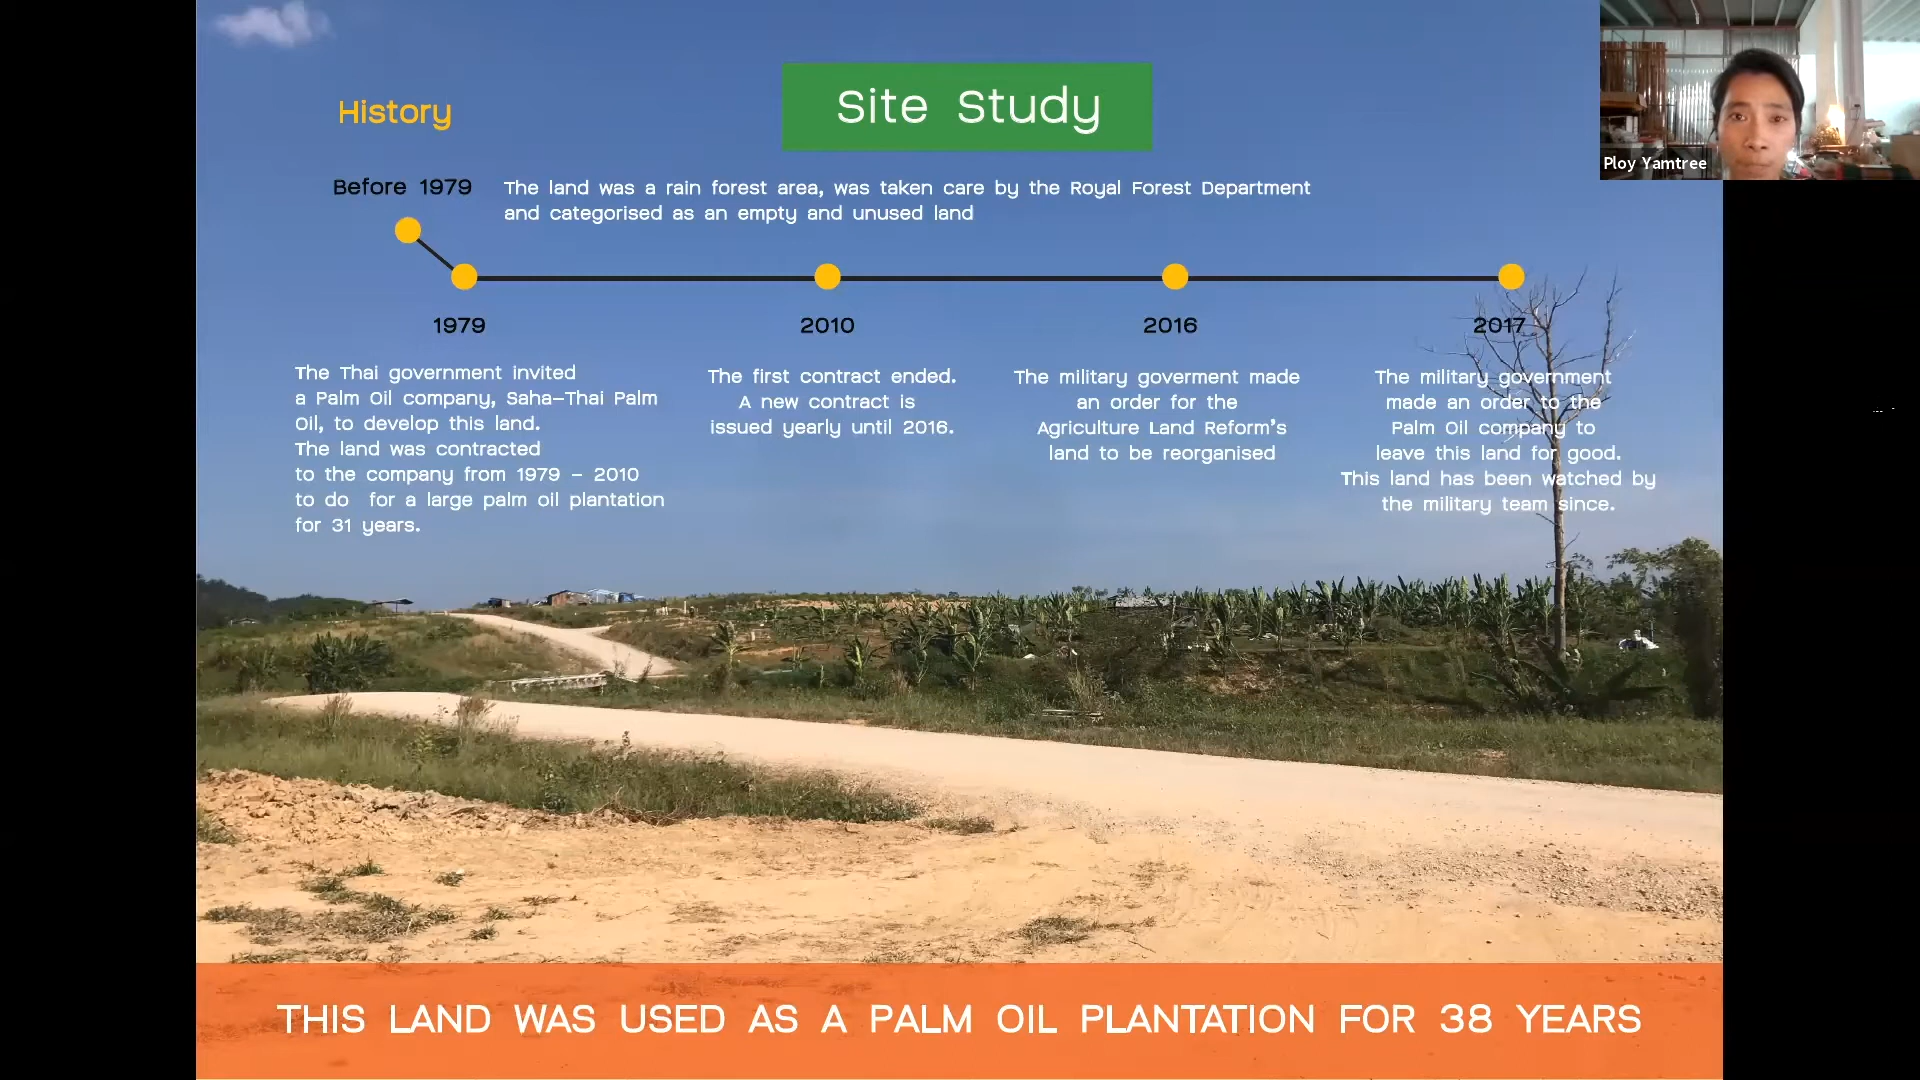 Site Study
History
Before 1979
The land was a rain forest area, was taken care by the Royal Forest Department
and categorised as an empty and unused land
1979
The Thai government invited
a Palm Oil company, Saha-Thai Palm
Oil, to develop this land.
The land was contracted
to the company from 1979 - 2010
to do for a large palm oil plantation
for 31 years.
2010
The first contract ended.
A new contract is
issued yearly until 2016.
2016
The military goverment made
an order for the
Agriculture Land Reform's
land to be reorganised
2017
The military government
made an order to the
Palm Oil company to
leave this land for good.
This land has been watched by
the military team since.
THIS LAND WAS USED AS A PALM OIL PLANTATION FOR 38 YEARS
Ploy Yamtree